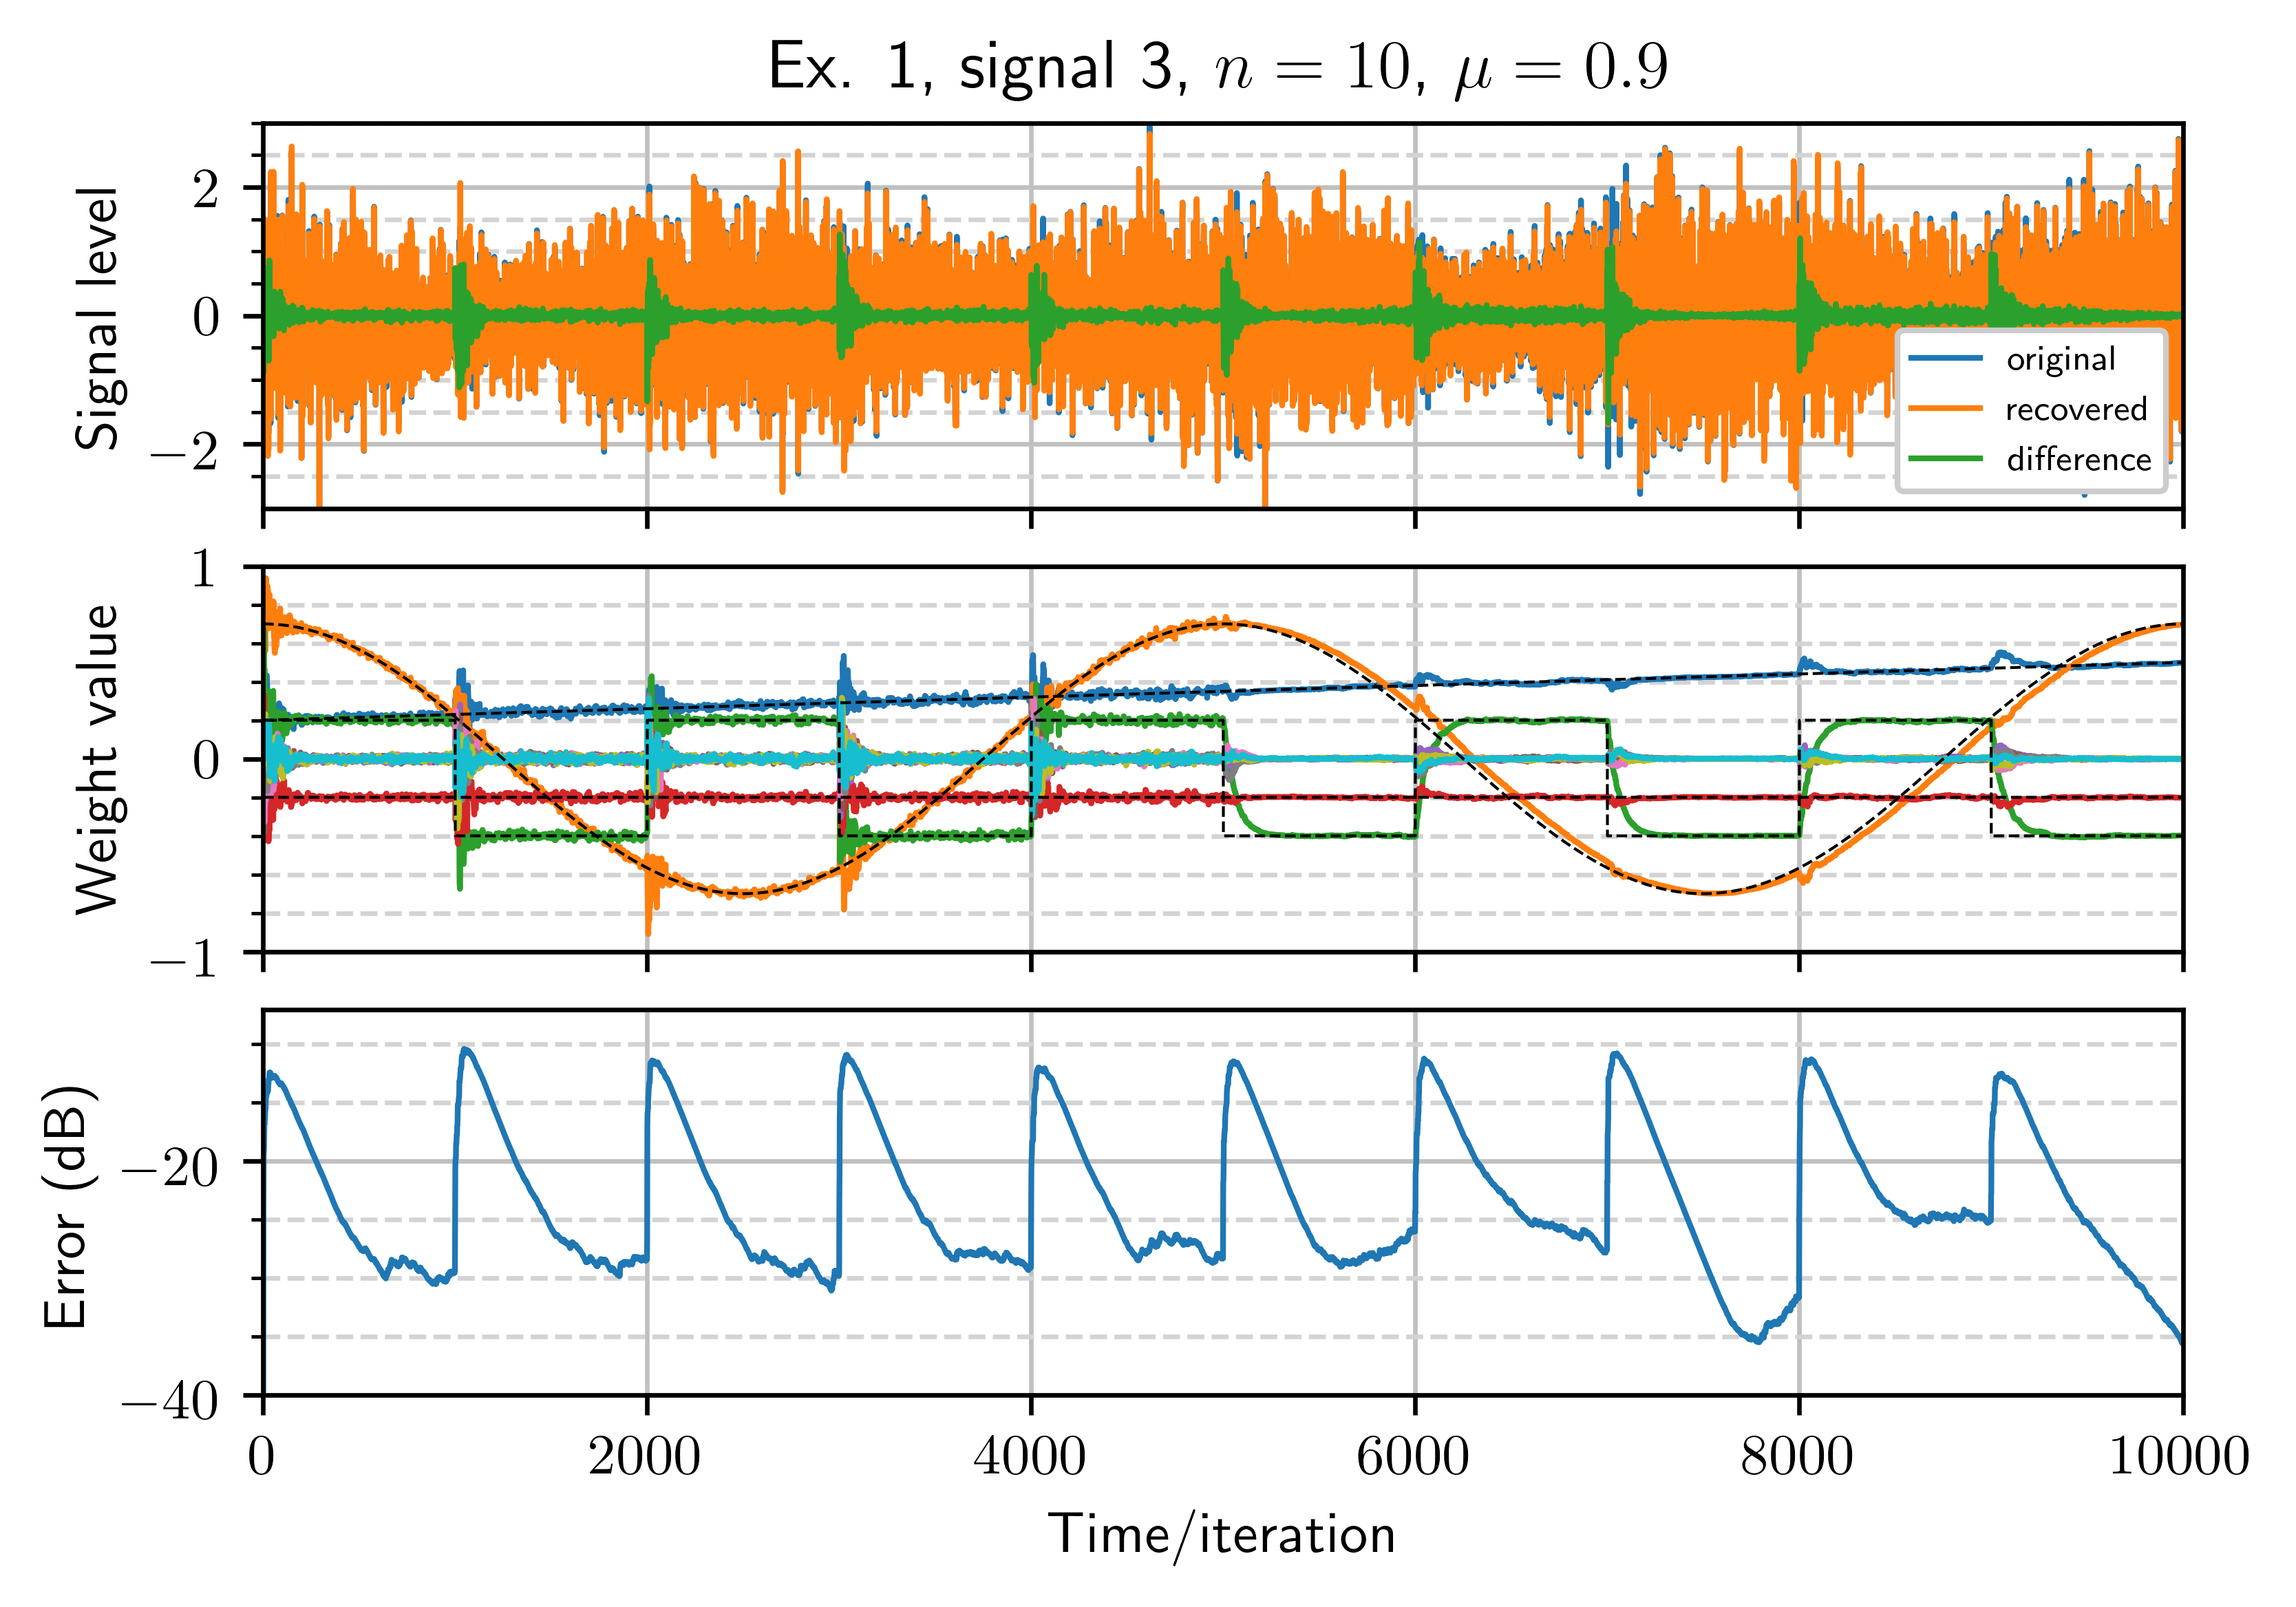 Ex. 1, signal 3, n = 10, μ = 0.9
Signal level
2
0
−2
original
recovered
difference
Weight value
1
0
−1
Error (dB)
−20
−40
0 2000 4000 6000 8000 10000
Time/iteration